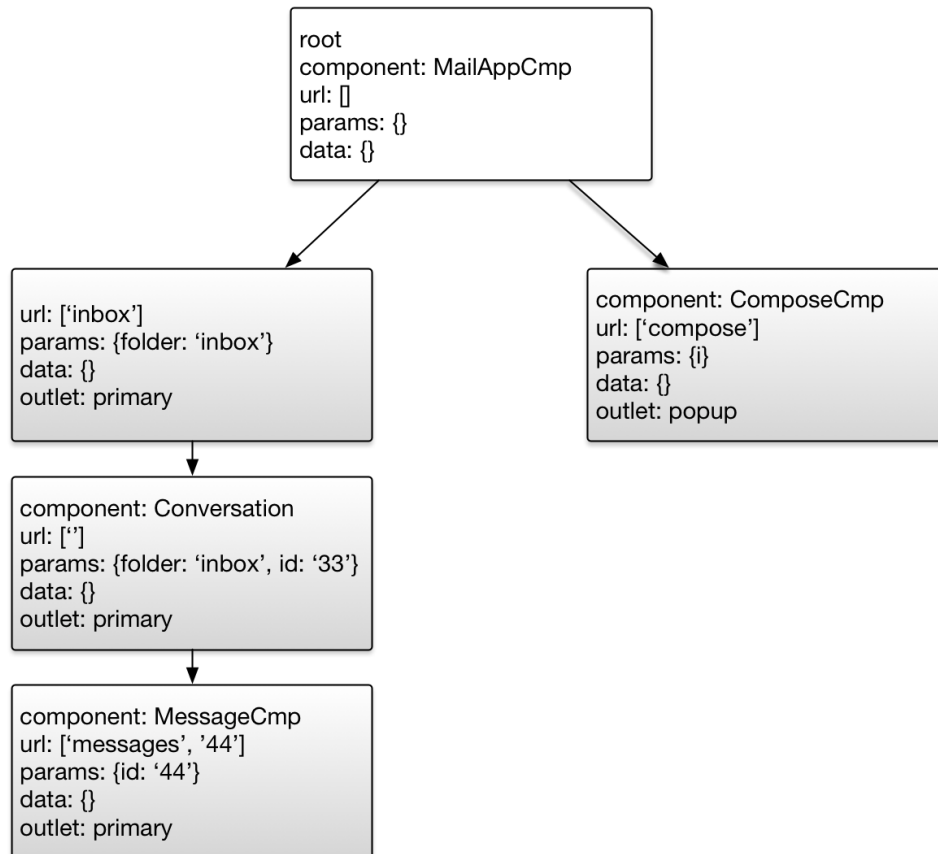 root
component: MailAppCmp
url: []
params: {}
data: {}
url: [‘inbox’]
params: {folder: ‘inbox’}
data: {}
outlet: primary
component: ComposeCmp
url: [‘compose’]
params: {i}
data: {}
outlet: popup
component: Conversation
url: [‘’]
params: {folder: ‘inbox’, id: ‘33’}
data: {}
outlet: primary
component: MessageCmp
url: [‘messages’, ’44’]
params: {id: ‘44’}
data: {}
outlet: primary